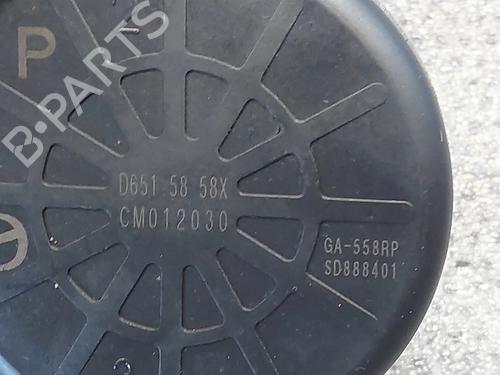 P
B-PARTS
D651 58 58X
CM012030
GA-558RP
SD888401